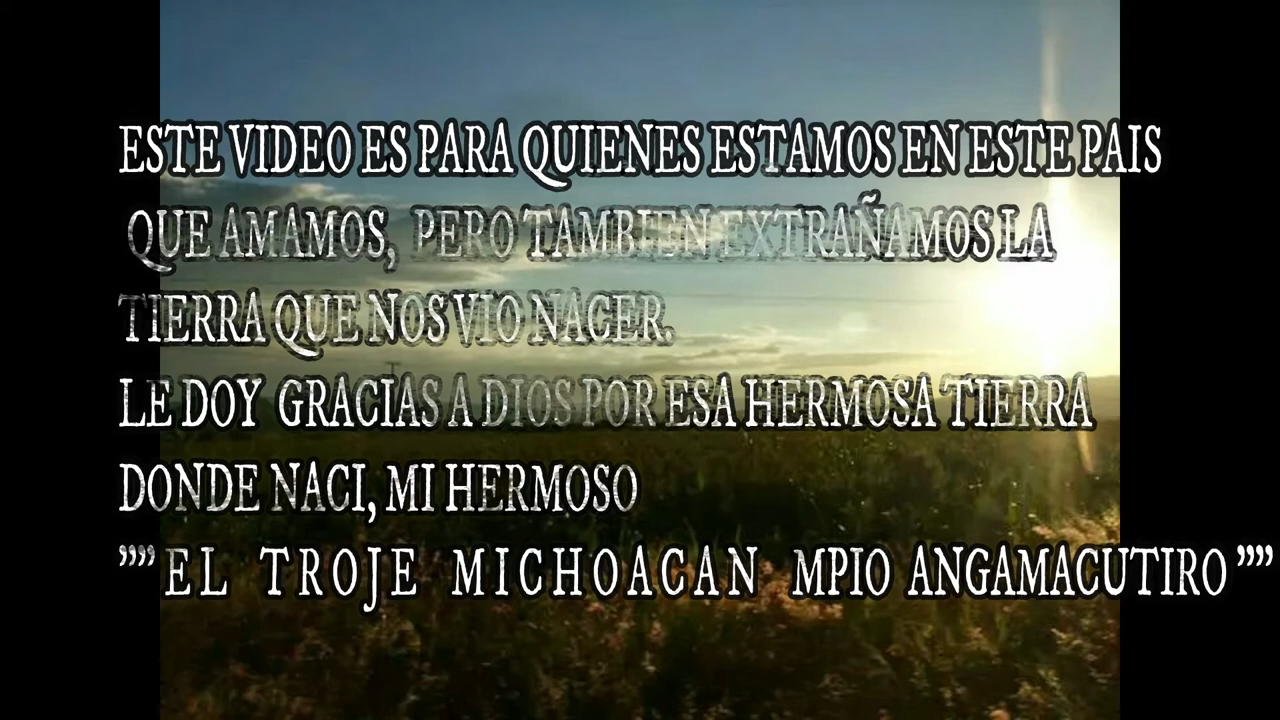 ESTE VIDEO ES PARA QUIENES ESTAMOS EN ESTE PAIS
QUE AMAMOS, PERO TAMBIEN EXTRAÑAMOS LA
TIERRA QUE NOS VIO NACER.
LE DOY GRACIAS A DIOS POR ESA HERMOSA TIERRA
DONDE NACI, MI HERMOSO
”””” EL TROJE MICHOACAN MPIO ANGAMACUTIRO ””””